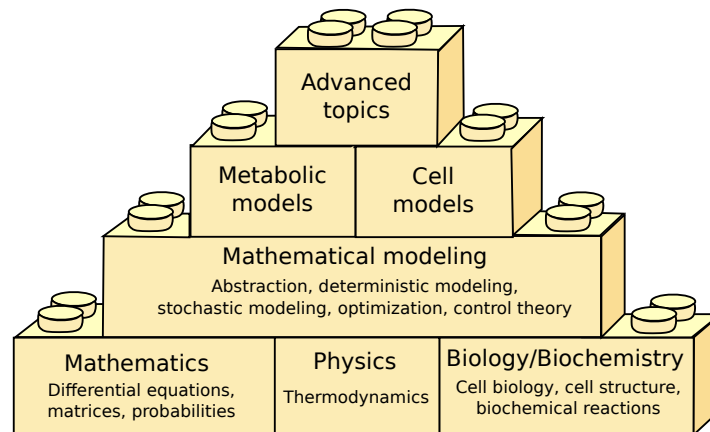 Advanced
topics
Metabolic
models
Cell
models
Mathematical modeling
Abstraction, deterministic modeling,
stochastic modeling, optimization, control theory
Mathematics
Differential equations,
matrices, probabilities
Physics
Thermodynamics
Biology/Biochemistry
Cell biology, cell structure,
biochemical reactions